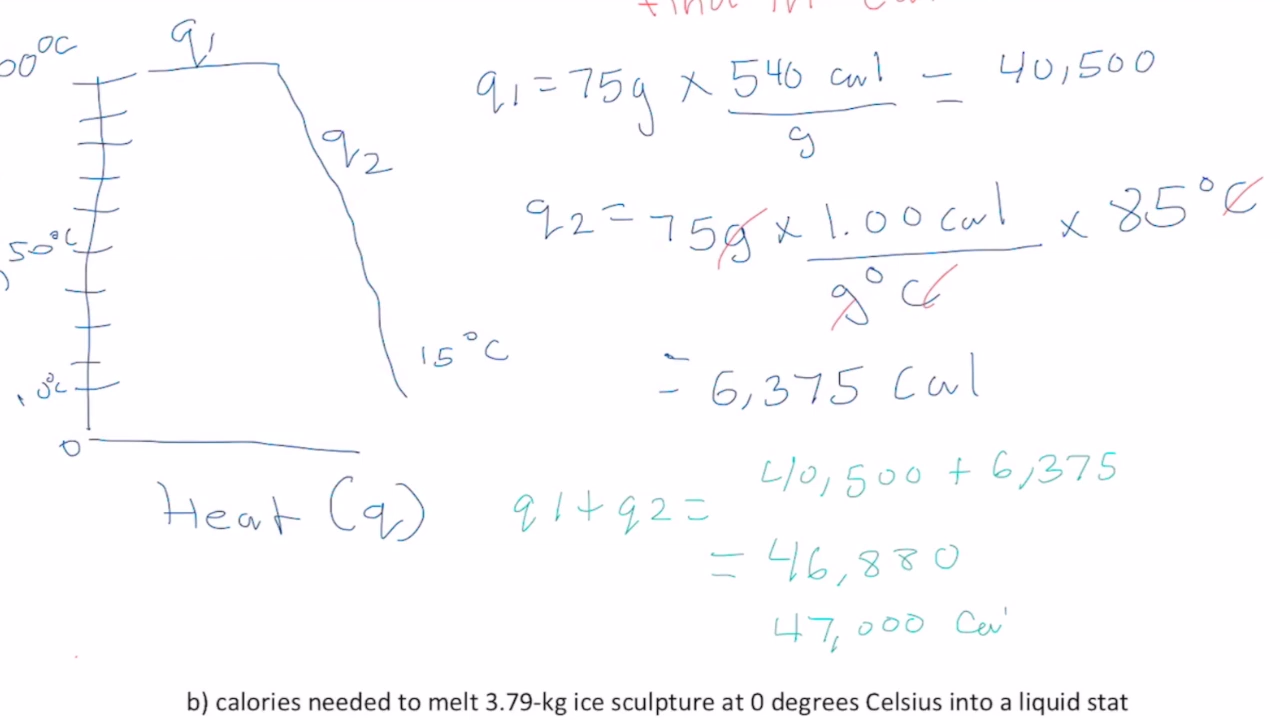 q1
00°C
q2
50°C
15°C
0°C
0
Heat (q)
q1 = 75g × 540 cal / g = 40,500
q2 = 75g × 1.00 cal / g°C × 85°C
= 6,375 Cal
q1 + q2 = 40,500 + 6,375
= 46,880
47,000 Cal
b) calories needed to melt 3.79-kg ice sculpture at 0 degrees Celsius into a liquid stat